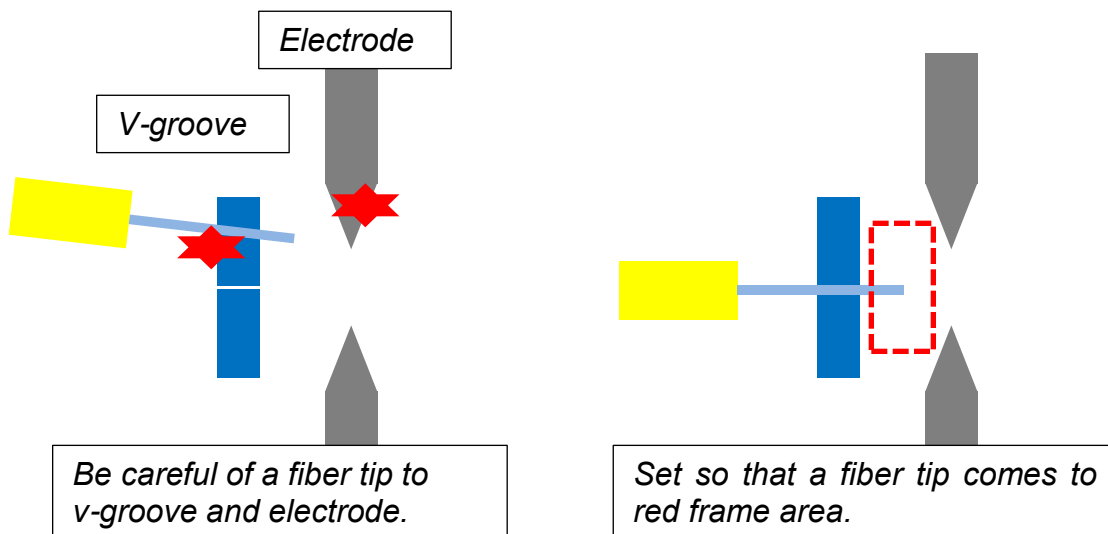 Electrode
V-groove
Be careful of a fiber tip to
v-groove and electrode.
Set so that a fiber tip comes to
red frame area.